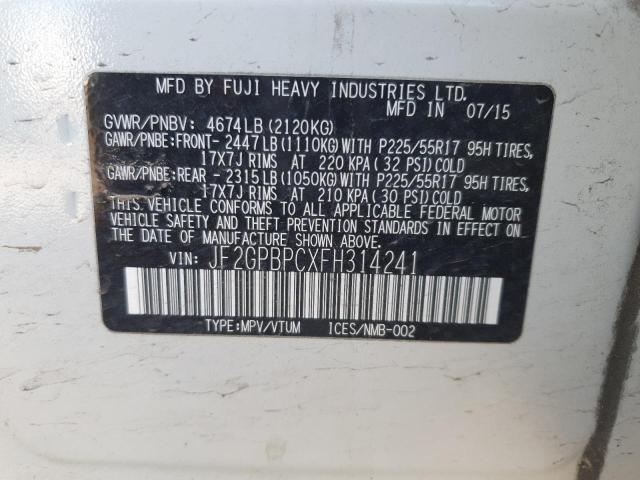 MFD BY FUJI HEAVY INDUSTRIES LTD.
MFD IN 07/15
GVWR/PNBV: 4674LB(2120KG)
GAWR/PNBE:FRONT- 2447LB(1110KG)WITH P225/55R17 95H TIRES,
17X7J RIMS AT 220 KPA(32 PSI)COLD
GAWR/PNBE:REAR - 2315LB(1050KG)WITH P225/55R17 95H TIRES,
17X7J RIMS AT 210 KPA(30 PSI)COLD
THIS VEHICLE CONFORMS TO ALL APPLICABLE FEDERAL MOTOR
VEHICLE SAFETY AND THEFT PREVENTION STANDARDS IN EFFECT ON
THE DATE OF MANUFACTURE SHOWN ABOVE.
VIN: JF2GPBPCXFH314241
TYPE:MPV/VTUM ICES/NMB-002